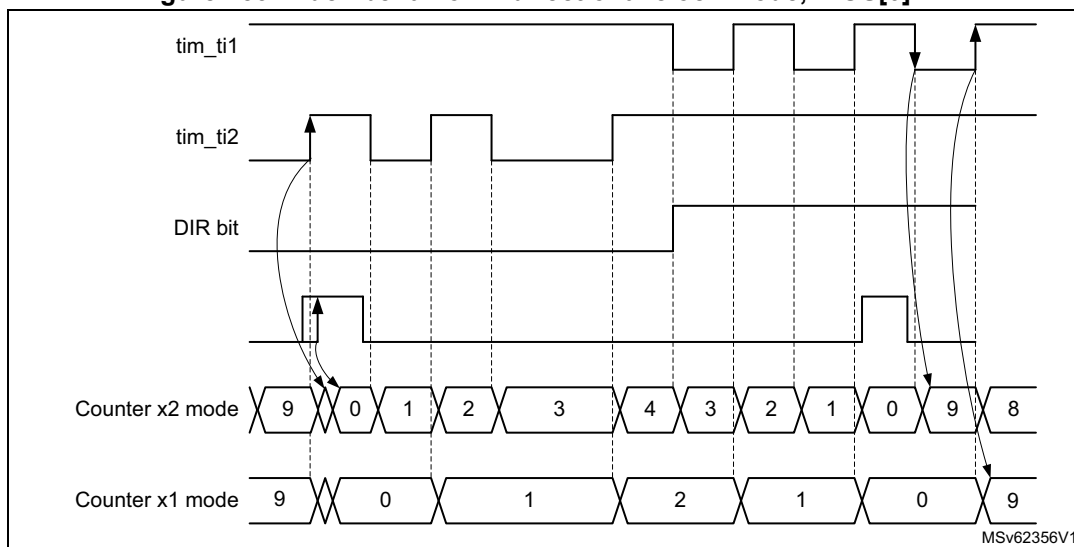 tim_ti1
tim_ti2
DIR bit
Counter x2 mode 9 0 1 2 3 4 3 2 1 0 9 8
Counter x1 mode 9 0 1 2 1 0 9
MSv62356V1